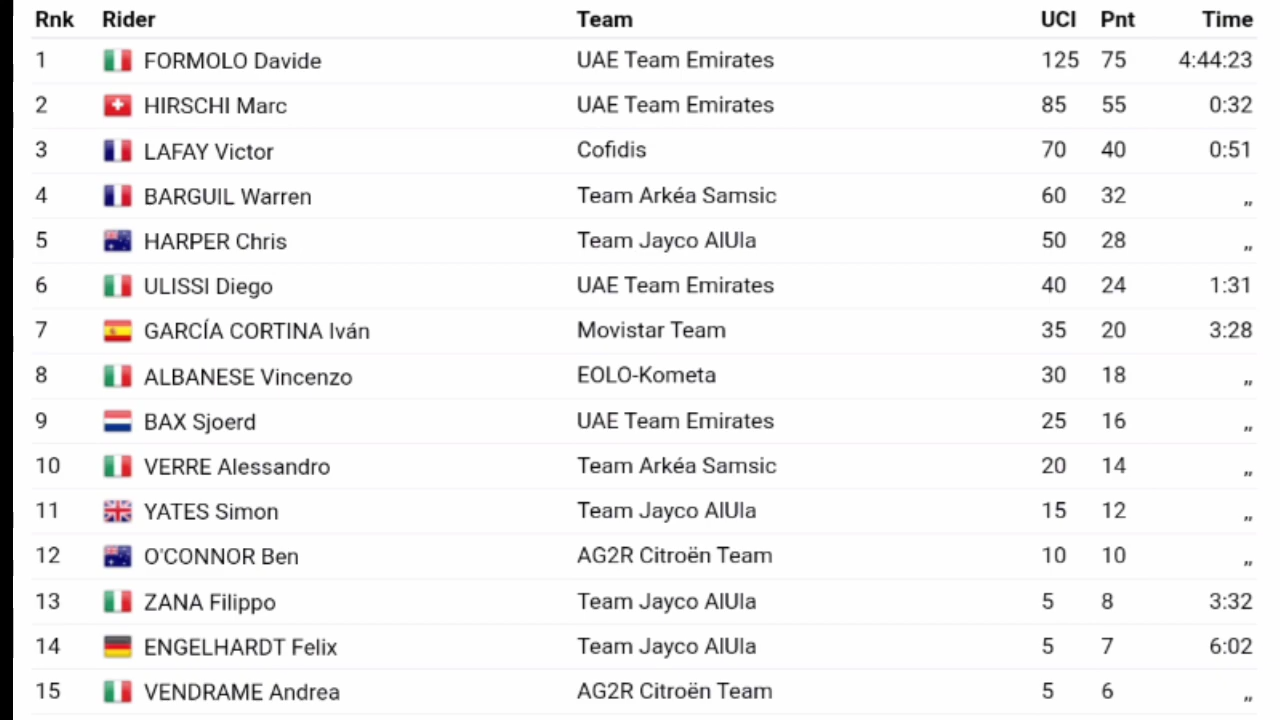 Rnk Rider Team UCI Pnt Time
1 FORMOLO Davide UAE Team Emirates 125 75 4:44:23
2 HIRSCHI Marc UAE Team Emirates 85 55 0:32
3 LAFAY Victor Cofidis 70 40 0:51
4 BARGUIL Warren Team Arkéa Samsic 60 32 „
5 HARPER Chris Team Jayco AlUla 50 28 „
6 ULISSI Diego UAE Team Emirates 40 24 1:31
7 GARCÍA CORTINA Iván Movistar Team 35 20 3:28
8 ALBANESE Vincenzo EOLO-Kometa 30 18 „
9 BAX Sjoerd UAE Team Emirates 25 16 „
10 VERRE Alessandro Team Arkéa Samsic 20 14 „
11 YATES Simon Team Jayco AlUla 15 12 „
12 O'CONNOR Ben AG2R Citroën Team 10 10 „
13 ZANA Filippo Team Jayco AlUla 5 8 3:32
14 ENGELHARDT Felix Team Jayco AlUla 5 7 6:02
15 VENDRAME Andrea AG2R Citroën Team 5 6 „